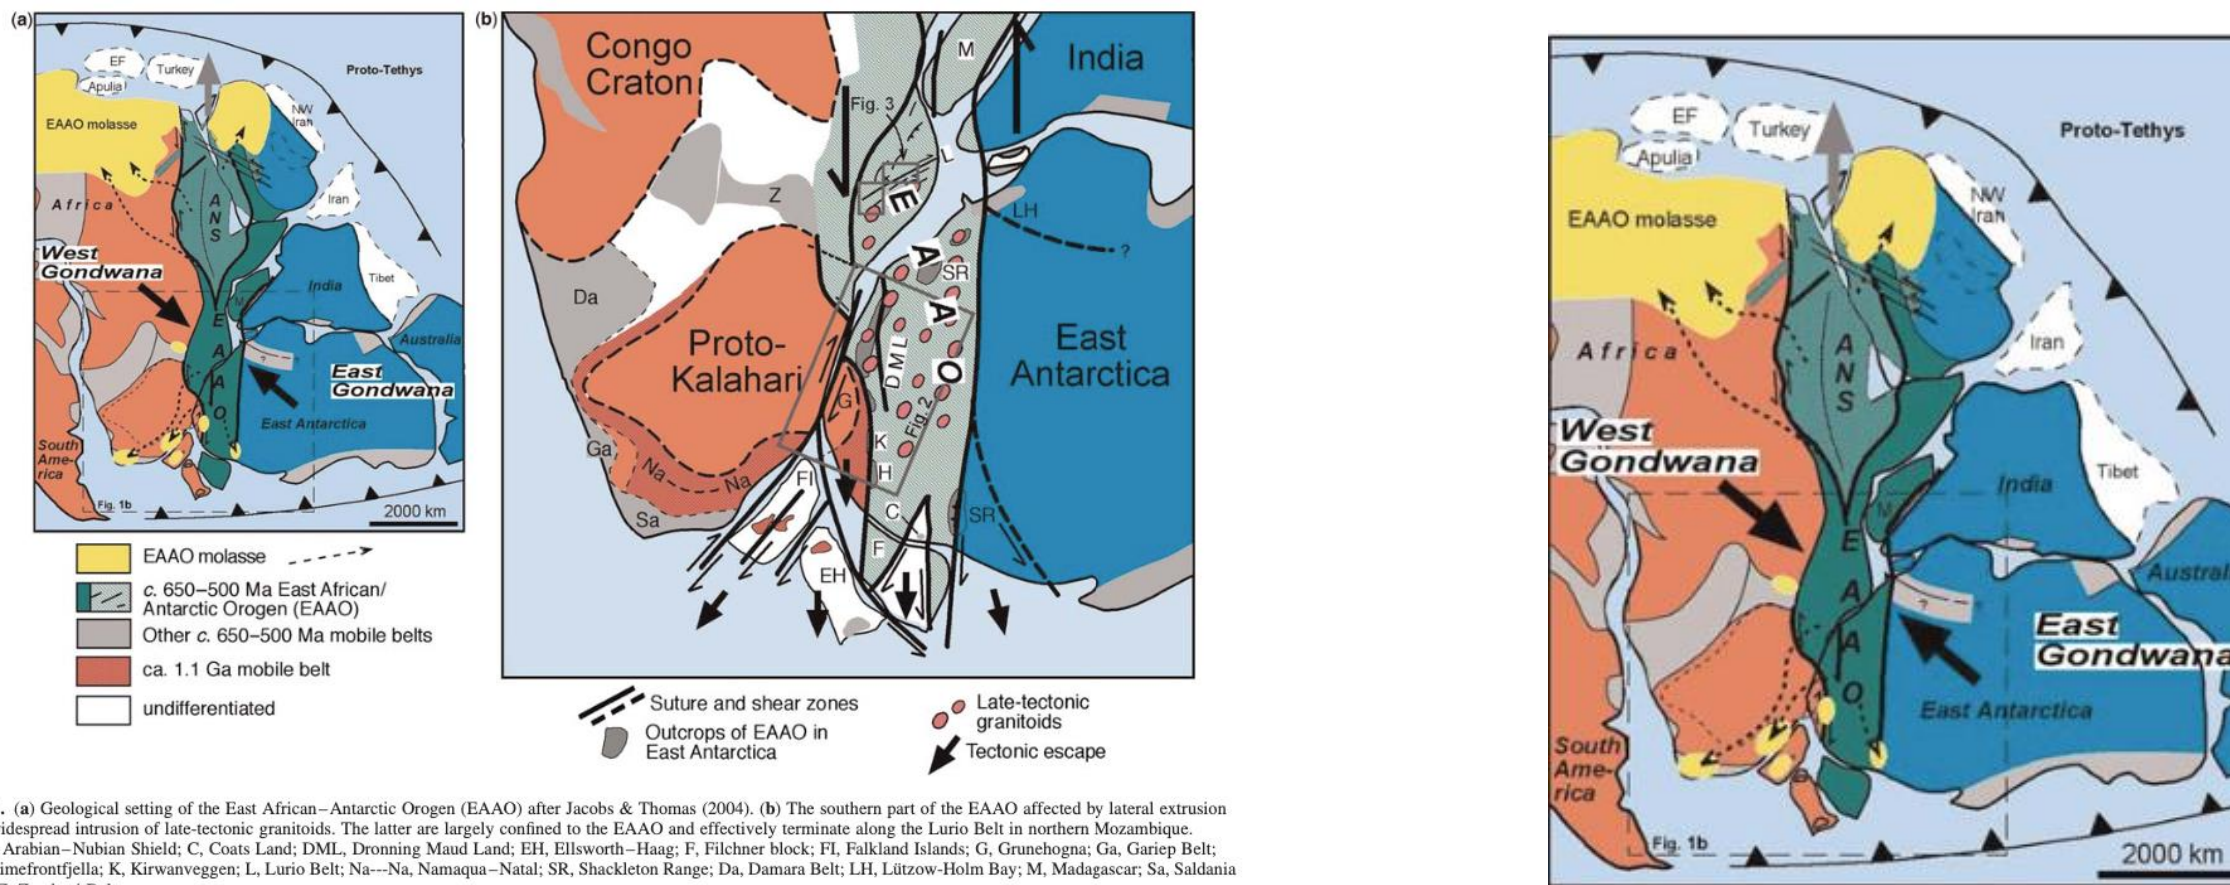 (a)
EF
Turkey
Proto-Tethys
Apulia
NW
Iran
EAAO molasse
Iran
Africa
ANS
West
Gondwana
Tibet
India
M
EAAO
?
Australia
East
Gondwana
East Antarctica
South
Ame-
rica
Fig. 1b
2000 km
EAAO molasse
c. 650–500 Ma East African/
Antarctic Orogen (EAAO)
Other c. 650–500 Ma mobile belts
ca. 1.1 Ga mobile belt
undifferentiated
(b)
Congo
Craton
M
India
Fig. 3
L
Z
E
LH
?
A
SR
Da
A
Proto-
Kalahari
DML
East
Antarctica
O
G
Fig. 2
K
Ga
Na
Na
H
FI
Sa
C
SR
F
EH
Suture and shear zones
Outcrops of EAAO in
East Antarctica
Late-tectonic
granitoids
Tectonic escape
. (a) Geological setting of the East African–Antarctic Orogen (EAAO) after Jacobs & Thomas (2004). (b) The southern part of the EAAO affected by lateral extrusion
idespread intrusion of late-tectonic granitoids. The latter are largely confined to the EAAO and effectively terminate along the Lurio Belt in northern Mozambique.
Arabian–Nubian Shield; C, Coats Land; DML, Dronning Maud Land; EH, Ellsworth–Haag; F, Filchner block; FI, Falkland Islands; G, Grunehogna; Ga, Gariep Belt;
imefrontfjella; K, Kirwanveggen; L, Lurio Belt; Na---Na, Namaqua–Natal; SR, Shackleton Range; Da, Damara Belt; LH, Lützow-Holm Bay; M, Madagascar; Sa, Saldania
EF
Turkey
Proto-Tethys
Apulia
NW
Iran
EAAO molasse
Iran
Africa
ANS
West
Gondwana
Tibet
India
M
EAAO
?
Austral
East
Gondwana
East Antarctica
South
Ame-
rica
Fig. 1b
2000 km